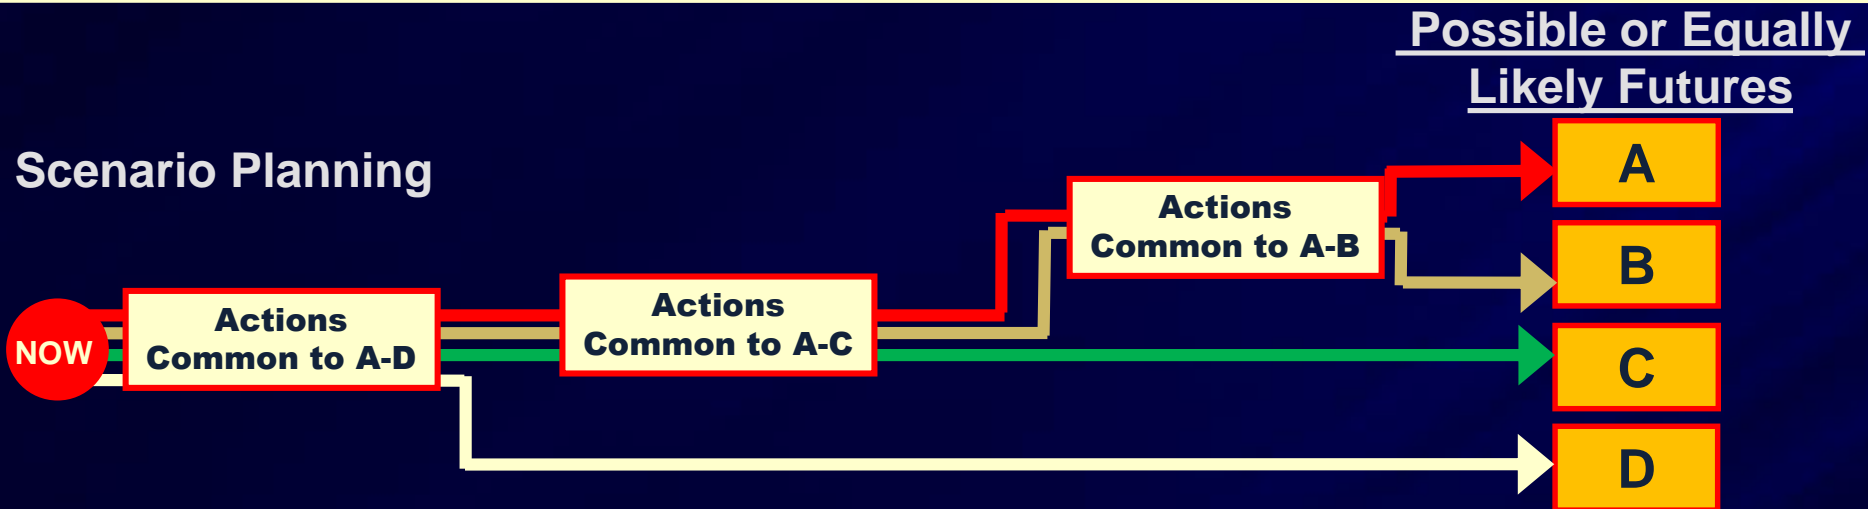 Possible or Equally
Likely Futures
Scenario Planning
NOW
Actions
Common to A-D
Actions
Common to A-C
Actions
Common to A-B
A
B
C
D